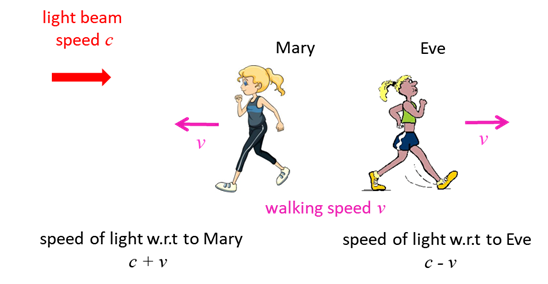 light beam
speed c
Mary
Eve
v
v
walking speed v
speed of light w.r.t to Mary
c + v
speed of light w.r.t to Eve
c - v